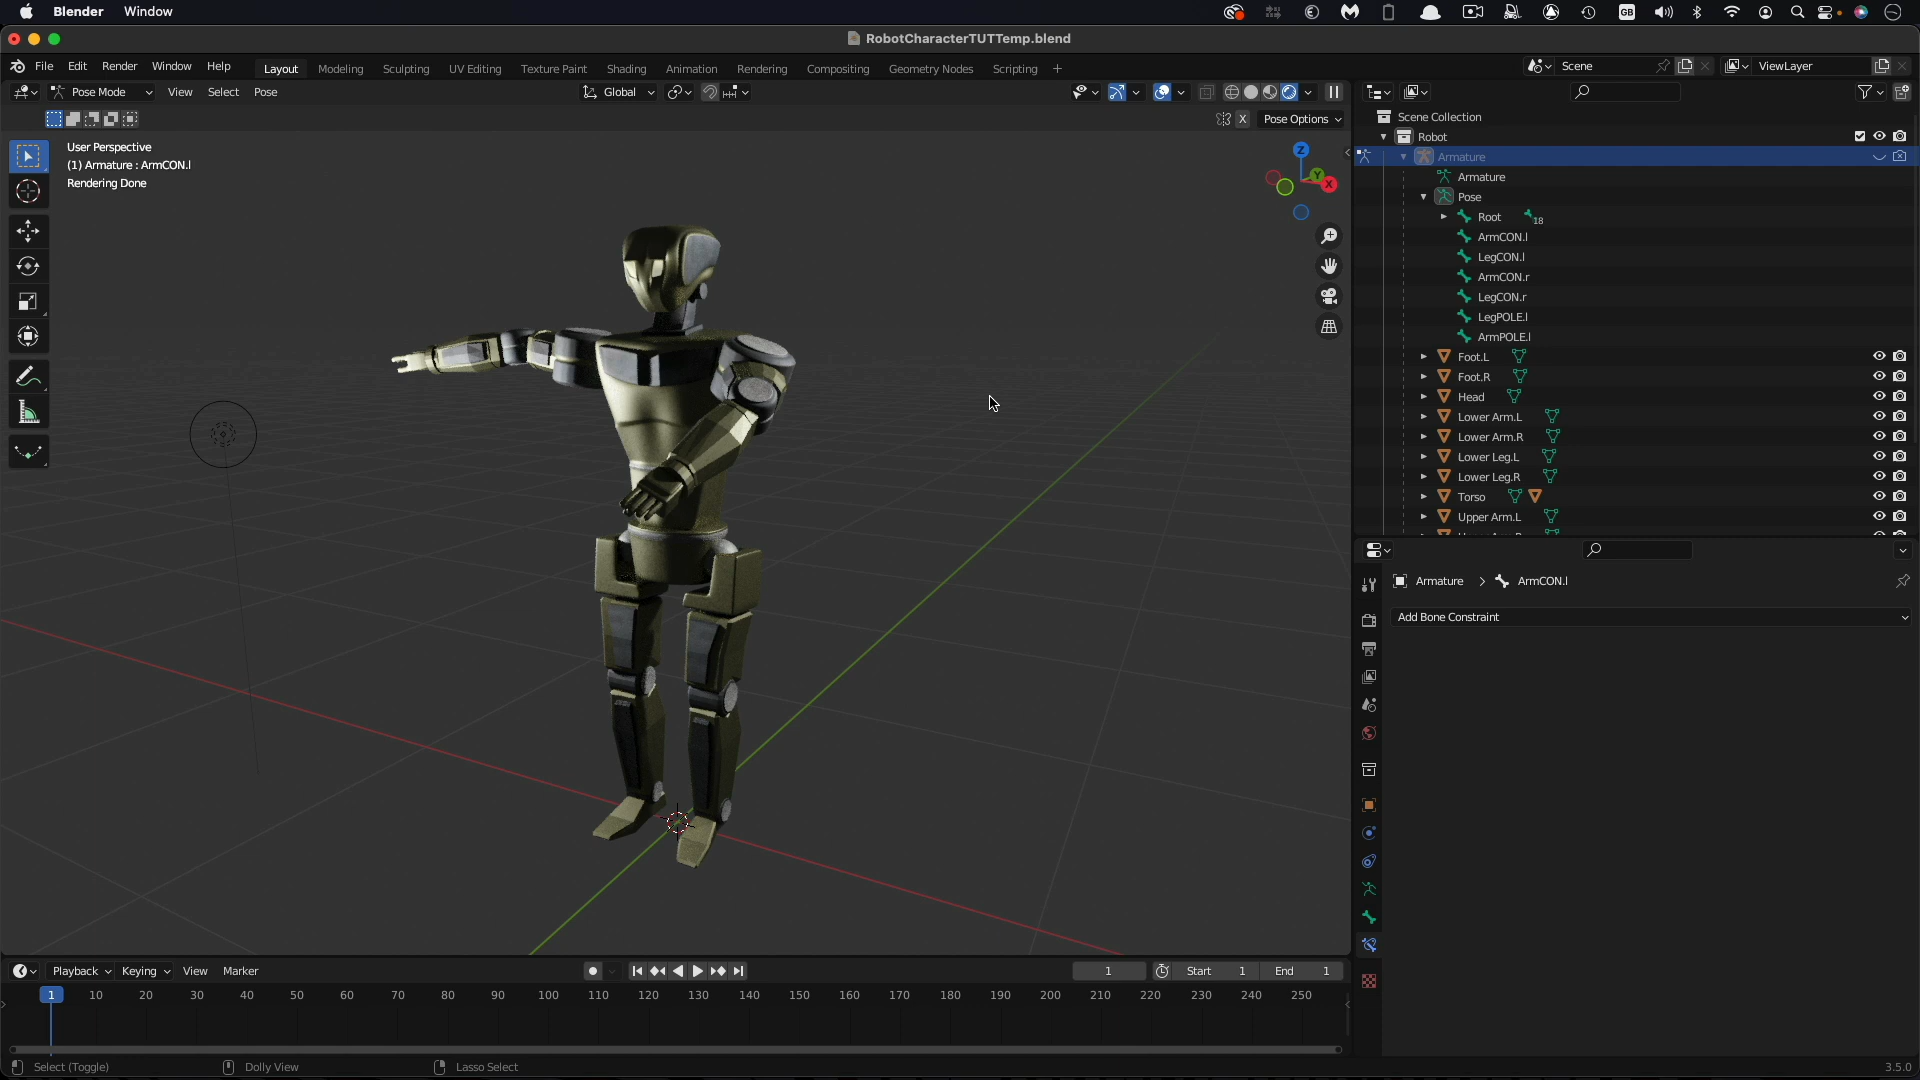 Blender Window
GB
RobotCharacterTUTTemp.blend
File Edit Render Window Help Layout Modeling Sculpting UV Editing Texture Paint Shading Animation Rendering Compositing Geometry Nodes Scripting + Scene ViewLayer
Pose Mode View Select Pose Global
X Pose Options
User Perspective
(1) Armature : ArmCON.l
Rendering Done
Z
Y
X
Scene Collection
Robot
Armature
Armature
Pose
Root 18
ArmCON.l
LegCON.l
ArmCON.r
LegCON.r
LegPOLE.l
ArmPOLE.l
Foot.L
Foot.R
Head
Lower Arm.L
Lower Arm.R
Lower Leg.L
Lower Leg.R
Torso
Upper Arm.L
Armature > ArmCON.l
Add Bone Constraint
Playback Keying View Marker 1 Start 1 End 1
1 10 20 30 40 50 60 70 80 90 100 110 120 130 140 150 160 170 180 190 200 210 220 230 240 250
Select (Toggle) Dolly View Lasso Select 3.5.0